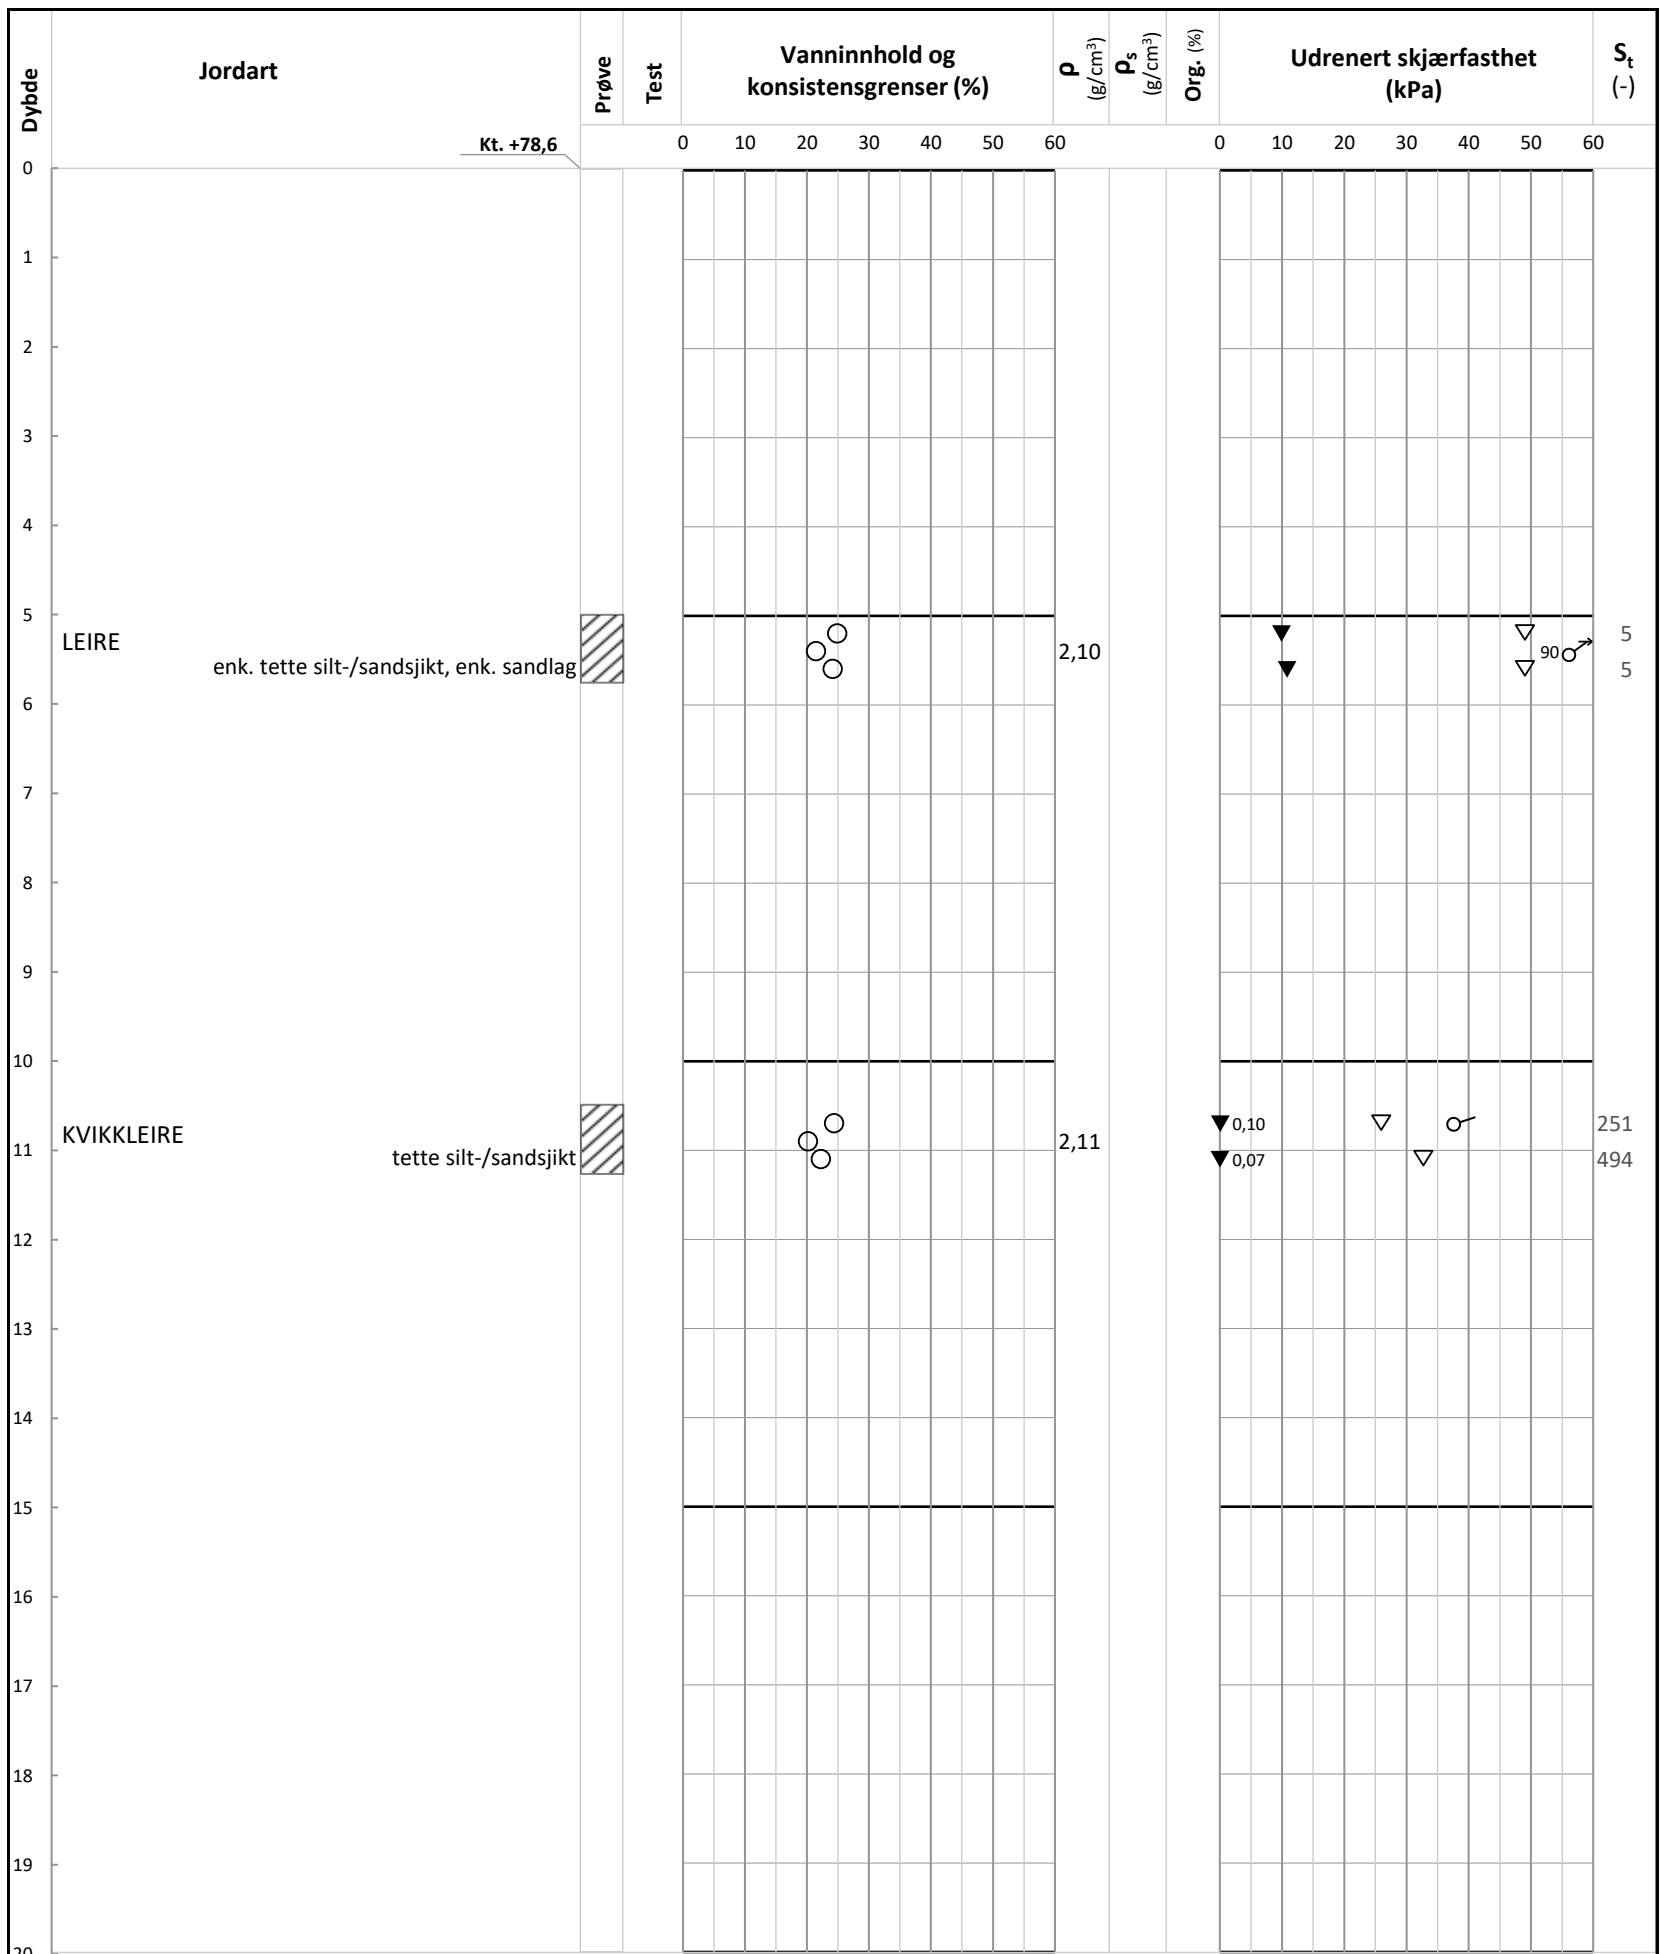 Dybde
Jordart
Kt. +78,6
Prøve
Test
Vanninnhold og
konsistensgrenser (%)
ρ (g/cm³)
ρs (g/cm³)
Org. (%)
Udrenert skjærfasthet
(kPa)
St
(-)
0 10 20 30 40 50 60
0 10 20 30 40 50 60
0
1
2
3
4
5
LEIRE
enk. tette silt-/sandsjikt, enk. sandlag
2,10
90
5
5
6
7
8
9
10
KVIKKLEIRE
tette silt-/sandsjikt
2,11
0,10
0,07
251
494
11
12
13
14
15
16
17
18
19
20